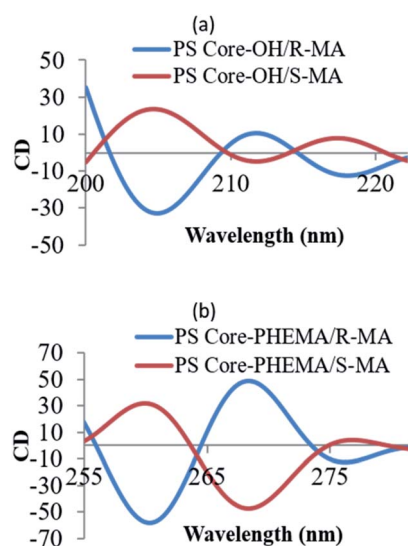 (a)
PS Core-OH/R-MA
PS Core-OH/S-MA
50
30
10
-10
-30
-50
CD
200
210
220
Wavelength (nm)
(b)
PS Core-PHEMA/R-MA
PS Core-PHEMA/S-MA
70
50
30
10
-10
-30
-50
-70
CD
255
265
275
Wavelength (nm)